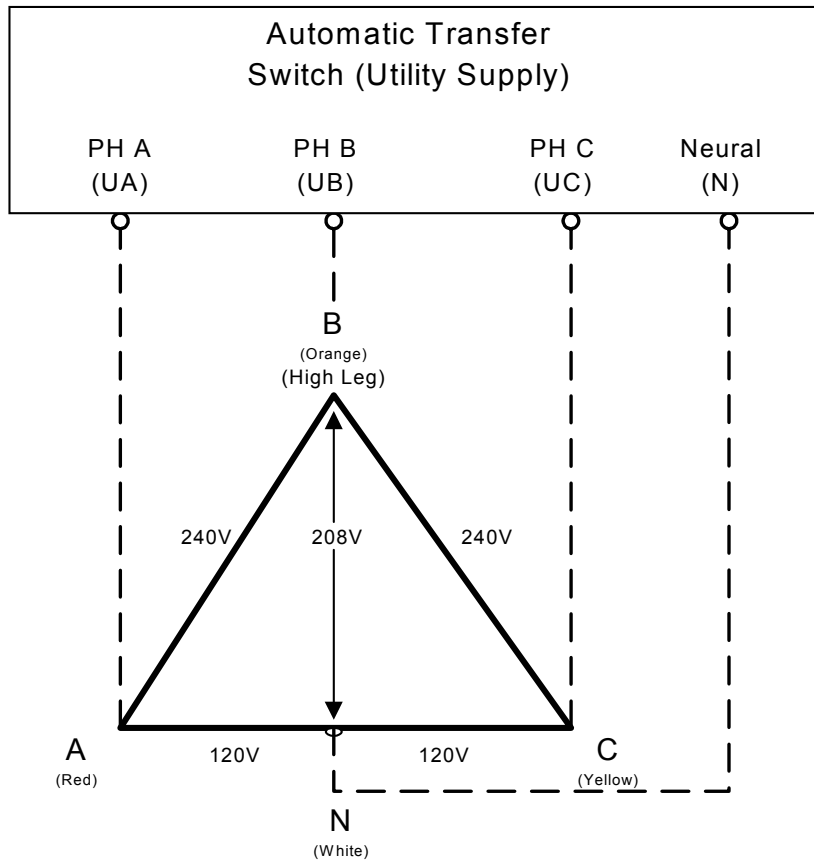 Automatic Transfer
Switch (Utility Supply)
PH A
(UA)
PH B
(UB)
PH C
(UC)
Neural
(N)
B
(Orange)
(High Leg)
240V
208V
240V
A
(Red)
120V
120V
C
(Yellow)
N
(White)